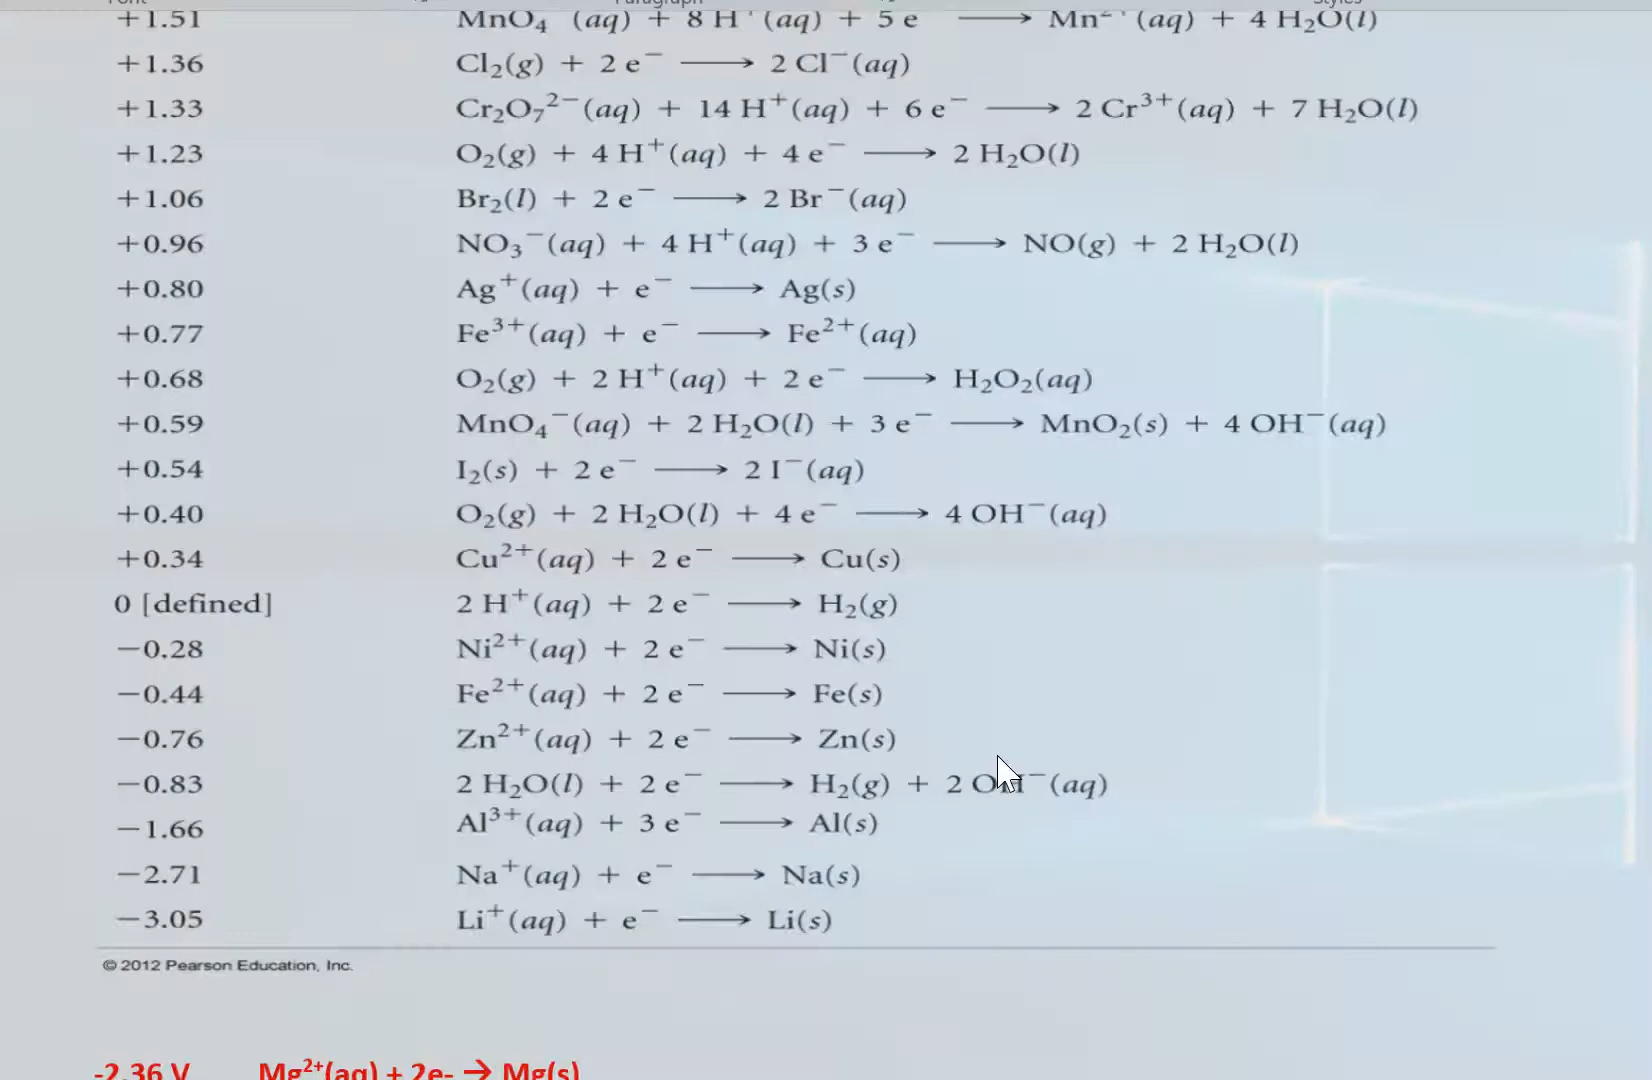 +1.51 MnO₄ (aq) + 8 H⁺(aq) + 5 e ⟶ Mn²⁺(aq) + 4 H₂O(l)
+1.36 Cl₂(g) + 2 e⁻ ⟶ 2 Cl⁻(aq)
+1.33 Cr₂O₇²⁻(aq) + 14 H⁺(aq) + 6 e⁻ ⟶ 2 Cr³⁺(aq) + 7 H₂O(l)
+1.23 O₂(g) + 4 H⁺(aq) + 4 e⁻ ⟶ 2 H₂O(l)
+1.06 Br₂(l) + 2 e⁻ ⟶ 2 Br⁻(aq)
+0.96 NO₃⁻(aq) + 4 H⁺(aq) + 3 e⁻ ⟶ NO(g) + 2 H₂O(l)
+0.80 Ag⁺(aq) + e⁻ ⟶ Ag(s)
+0.77 Fe³⁺(aq) + e⁻ ⟶ Fe²⁺(aq)
+0.68 O₂(g) + 2 H⁺(aq) + 2 e⁻ ⟶ H₂O₂(aq)
+0.59 MnO₄⁻(aq) + 2 H₂O(l) + 3 e⁻ ⟶ MnO₂(s) + 4 OH⁻(aq)
+0.54 I₂(s) + 2 e⁻ ⟶ 2 I⁻(aq)
+0.40 O₂(g) + 2 H₂O(l) + 4 e⁻ ⟶ 4 OH⁻(aq)
+0.34 Cu²⁺(aq) + 2 e⁻ ⟶ Cu(s)
0 [defined] 2 H⁺(aq) + 2 e⁻ ⟶ H₂(g)
−0.28 Ni²⁺(aq) + 2 e⁻ ⟶ Ni(s)
−0.44 Fe²⁺(aq) + 2 e⁻ ⟶ Fe(s)
−0.76 Zn²⁺(aq) + 2 e⁻ ⟶ Zn(s)
−0.83 2 H₂O(l) + 2 e⁻ ⟶ H₂(g) + 2 OH⁻(aq)
−1.66 Al³⁺(aq) + 3 e⁻ ⟶ Al(s)
−2.71 Na⁺(aq) + e⁻ ⟶ Na(s)
−3.05 Li⁺(aq) + e⁻ ⟶ Li(s)
© 2012 Pearson Education, Inc.
-2.36 V Mg²⁺(aq) + 2e- → Mg(s)